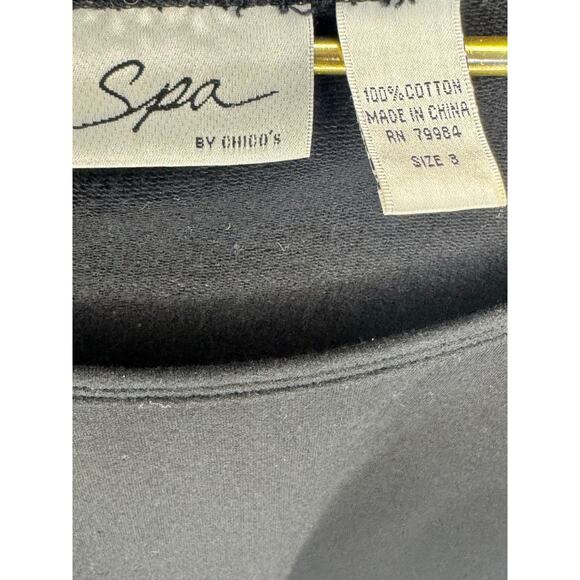 Spa
BY CHICO'S
100% COTTON
MADE IN CHINA
RN 79984
SIZE 3